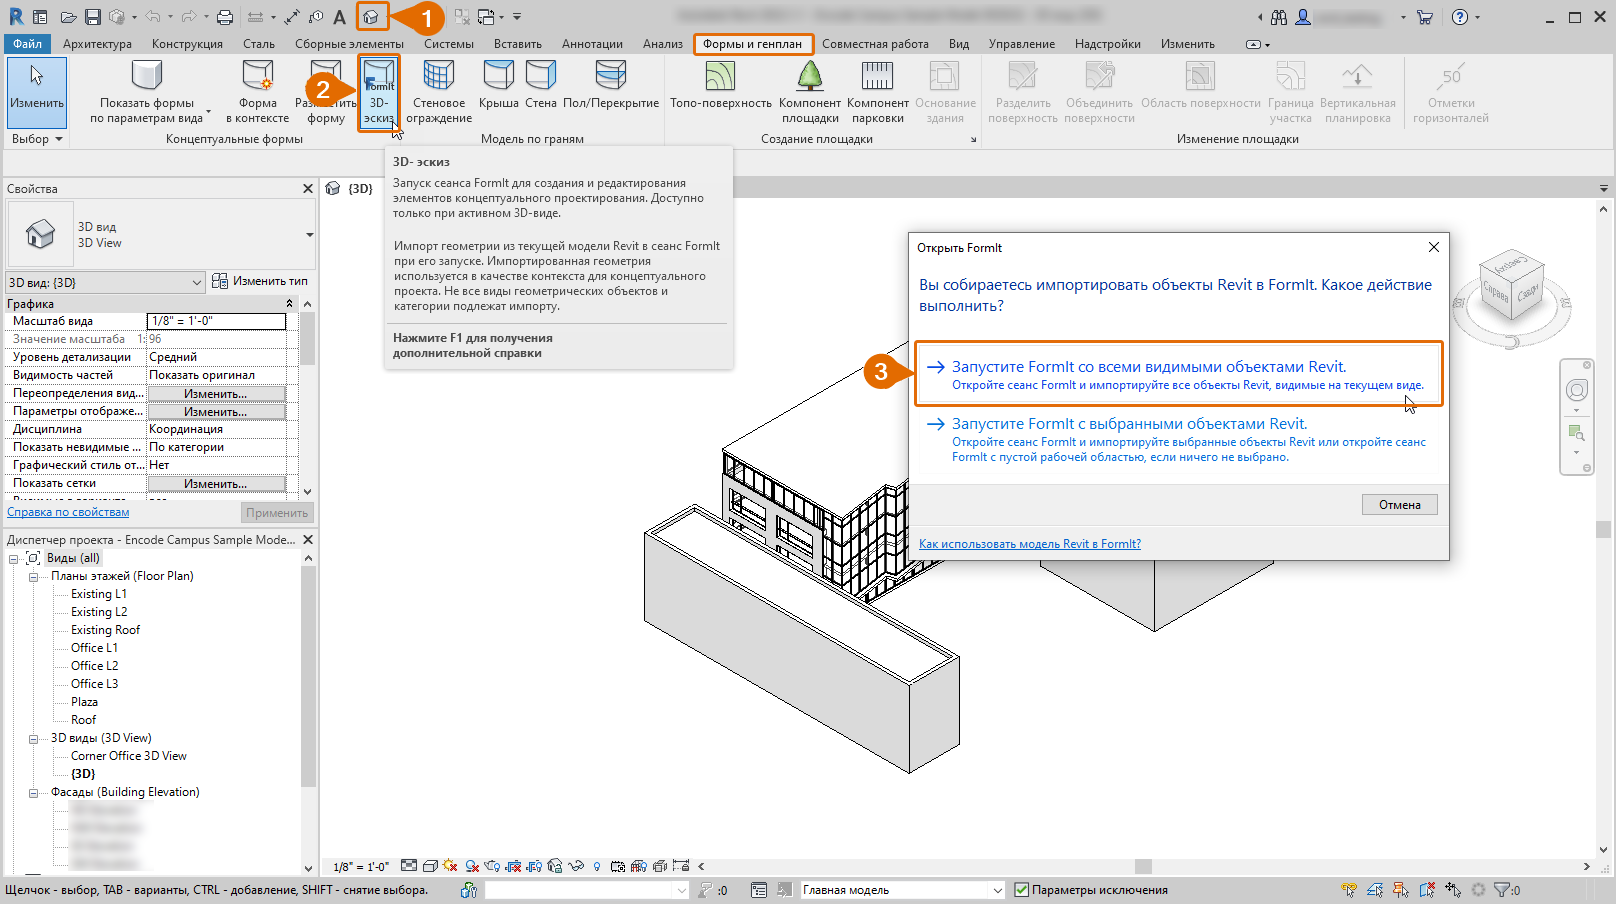 1
Файл
Архитектура
Конструкция
Сталь
Сборные элементы
Системы
Вставить
Аннотации
Анализ
Формы и генплан
Совместная работа
Вид
Управление
Надстройки
Изменить
Изменить
Показать формы
по параметрам вида
Форма
в контексте
Разместить
форму
2
FormIt
3D-
эскиз
Стеновое
ограждение
Крыша
Стена
Пол/Перекрытие
Топо-поверхность
Компонент
площадки
Компонент
парковки
Основание
здания
Разделить
поверхность
Объединить
поверхности
Область поверхности
Граница
участка
Вертикальная
планировка
50
Отметки
горизонталей
Выбор
Концептуальные формы
Модель по граням
Создание площадки
Изменение площадки
3D- эскиз
Запуск сеанса FormIt для создания и редактирования
элементов концептуального проектирования. Доступно
только при активном 3D-виде.
Импорт геометрии из текущей модели Revit в сеанс FormIt
при его запуске. Импортированная геометрия
используется в качестве контекста для концептуального
проекта. Не все виды геометрических объектов и
категории подлежат импорту.
Нажмите F1 для получения
дополнительной справки
Свойства
{3D}
3D вид
3D View
3D вид: {3D}
Изменить тип
Графика
Масштаб вида 1/8" = 1'-0"
Значение масштаба 1: 96
Уровень детализации Средний
Видимость частей Показать оригинал
Переопределения вид... Изменить...
Параметры отображе... Изменить...
Дисциплина Координация
Показать невидимые ... По категории
Графический стиль от... Нет
Показать сетки Изменить...
Справка по свойствам
Применить
Диспетчер проекта - Encode Campus Sample Mode...
Виды (all)
Планы этажей (Floor Plan)
Existing L1
Existing L2
Existing Roof
Office L1
Office L2
Office L3
Plaza
Roof
3D виды (3D View)
Corner Office 3D View
{3D}
Фасады (Building Elevation)
Открыть FormIt
Вы собираетесь импортировать объекты Revit в FormIt. Какое действие
выполнить?
3
Запустите FormIt со всеми видимыми объектами Revit.
Откройте сеанс FormIt и импортируйте все объекты Revit, видимые на текущем виде.
Запустите FormIt с выбранными объектами Revit.
Откройте сеанс FormIt и импортируйте выбранные объекты Revit или откройте сеанс
FormIt с пустой рабочей областью, если ничего не выбрано.
Отмена
Как использовать модель Revit в FormIt?
Сверху
Справа
Сзади
1/8" = 1'-0"
Щелчок - выбор, TAB - варианты, CTRL - добавление, SHIFT - снятие выбора.
:0
Главная модель
Параметры исключения
:0